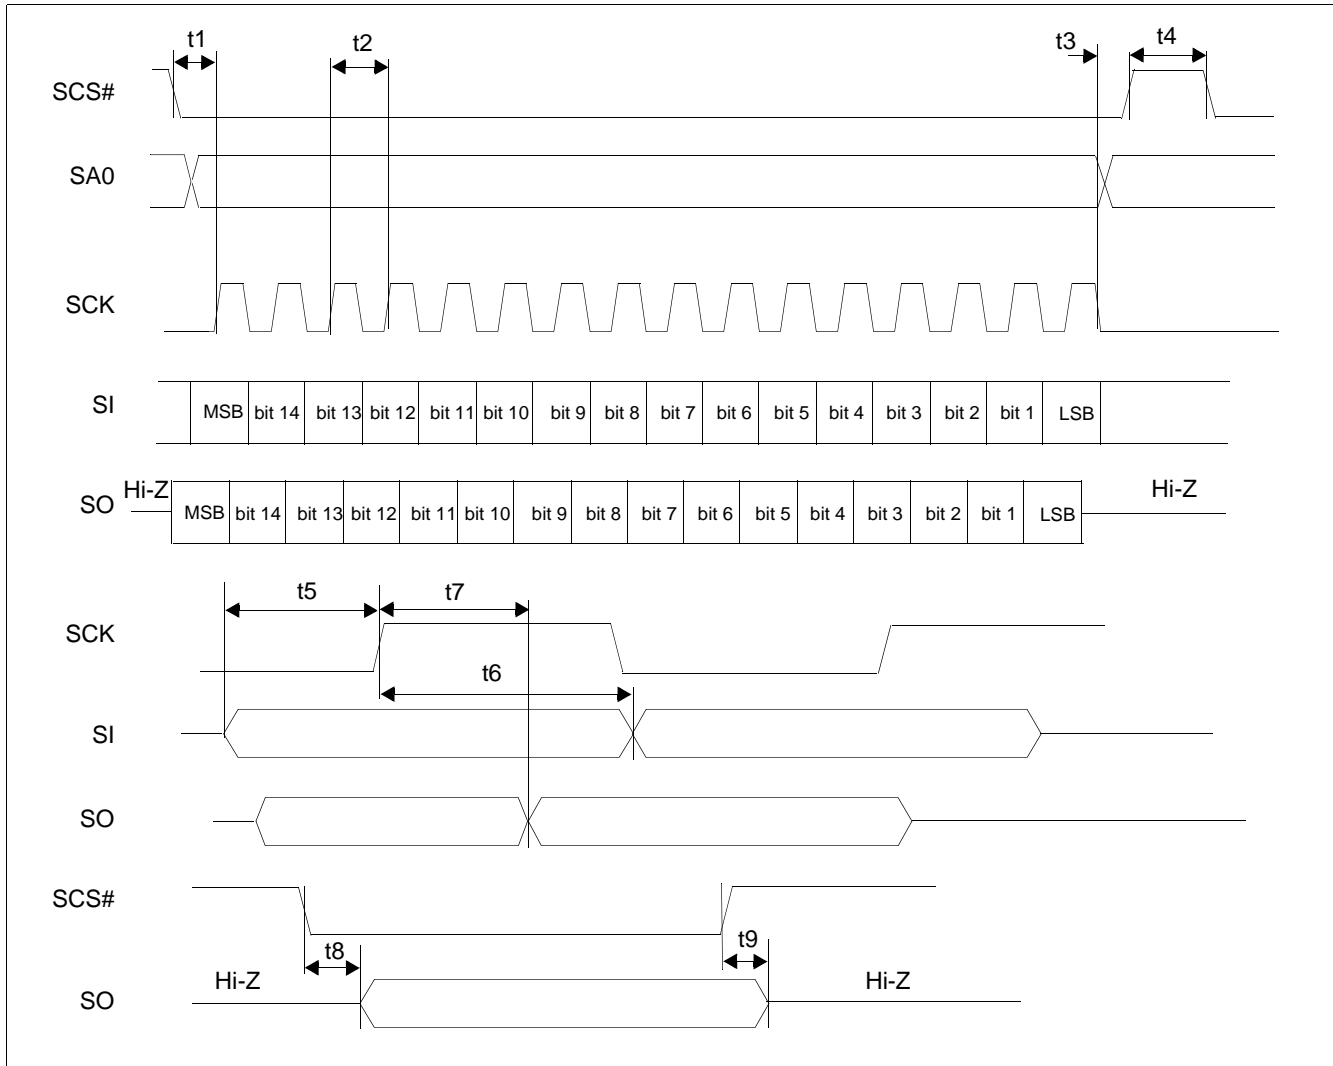 t1 t2 t3 t4
SCS#
SA0
SCK
SI MSB bit 14 bit 13 bit 12 bit 11 bit 10 bit 9 bit 8 bit 7 bit 6 bit 5 bit 4 bit 3 bit 2 bit 1 LSB
SO Hi-Z MSB bit 14 bit 13 bit 12 bit 11 bit 10 bit 9 bit 8 bit 7 bit 6 bit 5 bit 4 bit 3 bit 2 bit 1 LSB Hi-Z
t5 t7
SCK
t6
SI
SO
SCS#
t8 t9
Hi-Z Hi-Z
SO